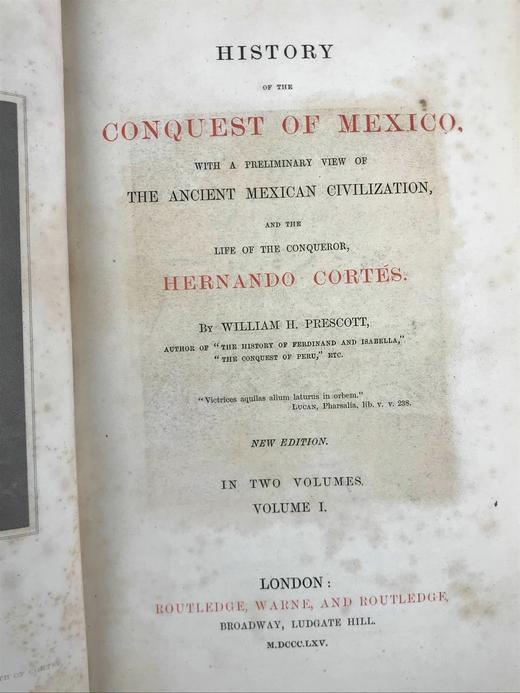 HISTORY
OF THE
CONQUEST OF MEXICO,
WITH A PRELIMINARY VIEW OF
THE ANCIENT MEXICAN CIVILIZATION,
AND THE
LIFE OF THE CONQUEROR,
HERNANDO CORTÉS.
By WILLIAM H. PRESCOTT,
AUTHOR OF "THE HISTORY OF FERDINAND AND ISABELLA,"
"THE CONQUEST OF PERU," ETC.
"Victrices aquilas alium laturus in orbem."
LUCAN, Pharsalia, lib. v. v. 238.
NEW EDITION.
IN TWO VOLUMES.
VOLUME I.
LONDON:
ROUTLEDGE, WARNE, AND ROUTLEDGE,
BROADWAY, LUDGATE HILL.
M.DCCC.LXV.